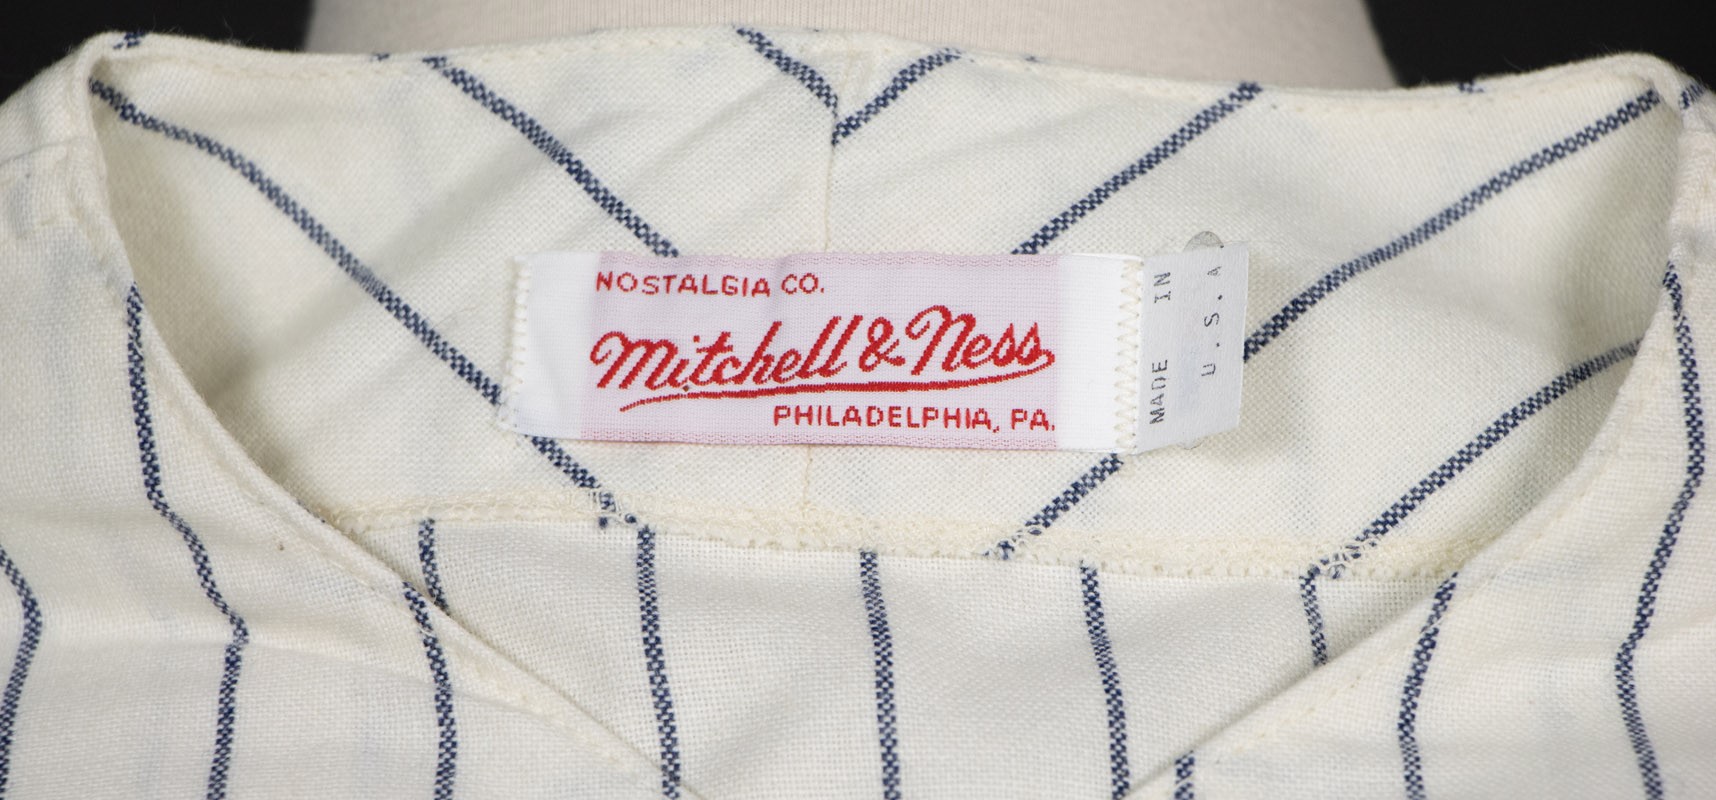 NOSTALGIA CO.
Mitchell & Ness
PHILADELPHIA, PA.
MADE IN
U.S.A